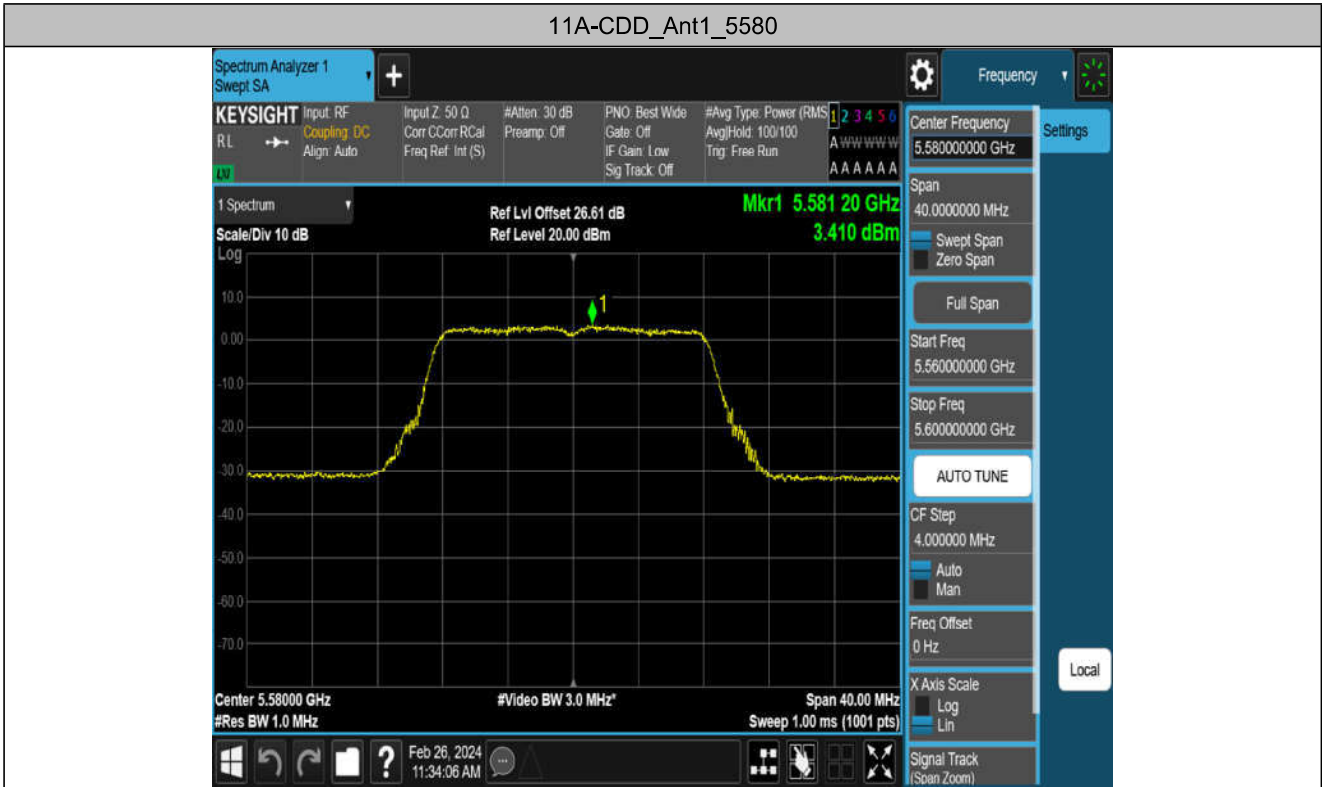 11A-CDD_Ant1_5580
Spectrum Analyzer 1
Swept SA
+
Frequency
KEYSIGHT
RL
LXI
Input: RF
Coupling: DC
Align: Auto
Input Z: 50 Ω
Corr CCorr RCal
Freq Ref: Int (S)
#Atten: 30 dB
Preamp: Off
PNO: Best Wide
Gate: Off
IF Gain: Low
Sig Track: Off
#Avg Type: Power (RMS
Avg|Hold: 100/100
Trig: Free Run
1 2 3 4 5 6
A W W W W W
A A A A A A
1 Spectrum
Scale/Div 10 dB
Log
Ref Lvl Offset 26.61 dB
Ref Level 20.00 dBm
Mkr1 5.581 20 GHz
3.410 dBm
1
10.0
0.00
-10.0
-20.0
-30.0
-40.0
-50.0
-60.0
-70.0
Center 5.58000 GHz
#Res BW 1.0 MHz
#Video BW 3.0 MHz*
Span 40.00 MHz
Sweep 1.00 ms (1001 pts)
?
Feb 26, 2024
11:34:06 AM
Center Frequency
5.580000000 GHz
Settings
Span
40.0000000 MHz
Swept Span
Zero Span
Full Span
Start Freq
5.560000000 GHz
Stop Freq
5.600000000 GHz
AUTO TUNE
CF Step
4.000000 MHz
Auto
Man
Freq Offset
0 Hz
X Axis Scale
Log
Lin
Local
Signal Track
(Span Zoom)